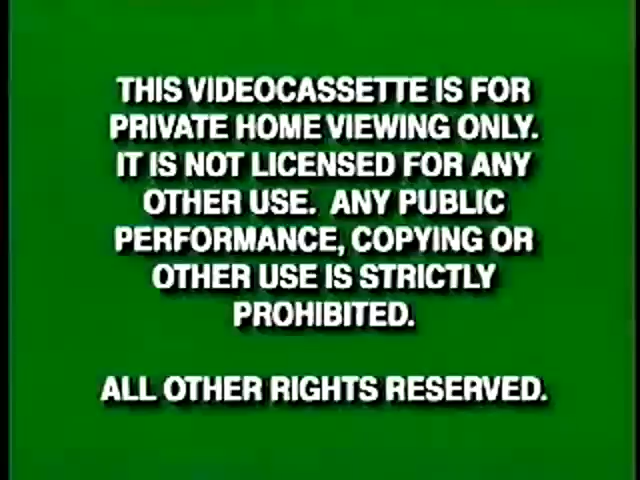 THIS VIDEOCASSETTE IS FOR
PRIVATE HOME VIEWING ONLY.
IT IS NOT LICENSED FOR ANY
OTHER USE.  ANY PUBLIC
PERFORMANCE, COPYING OR
OTHER USE IS STRICTLY
PROHIBITED.
ALL OTHER RIGHTS RESERVED.